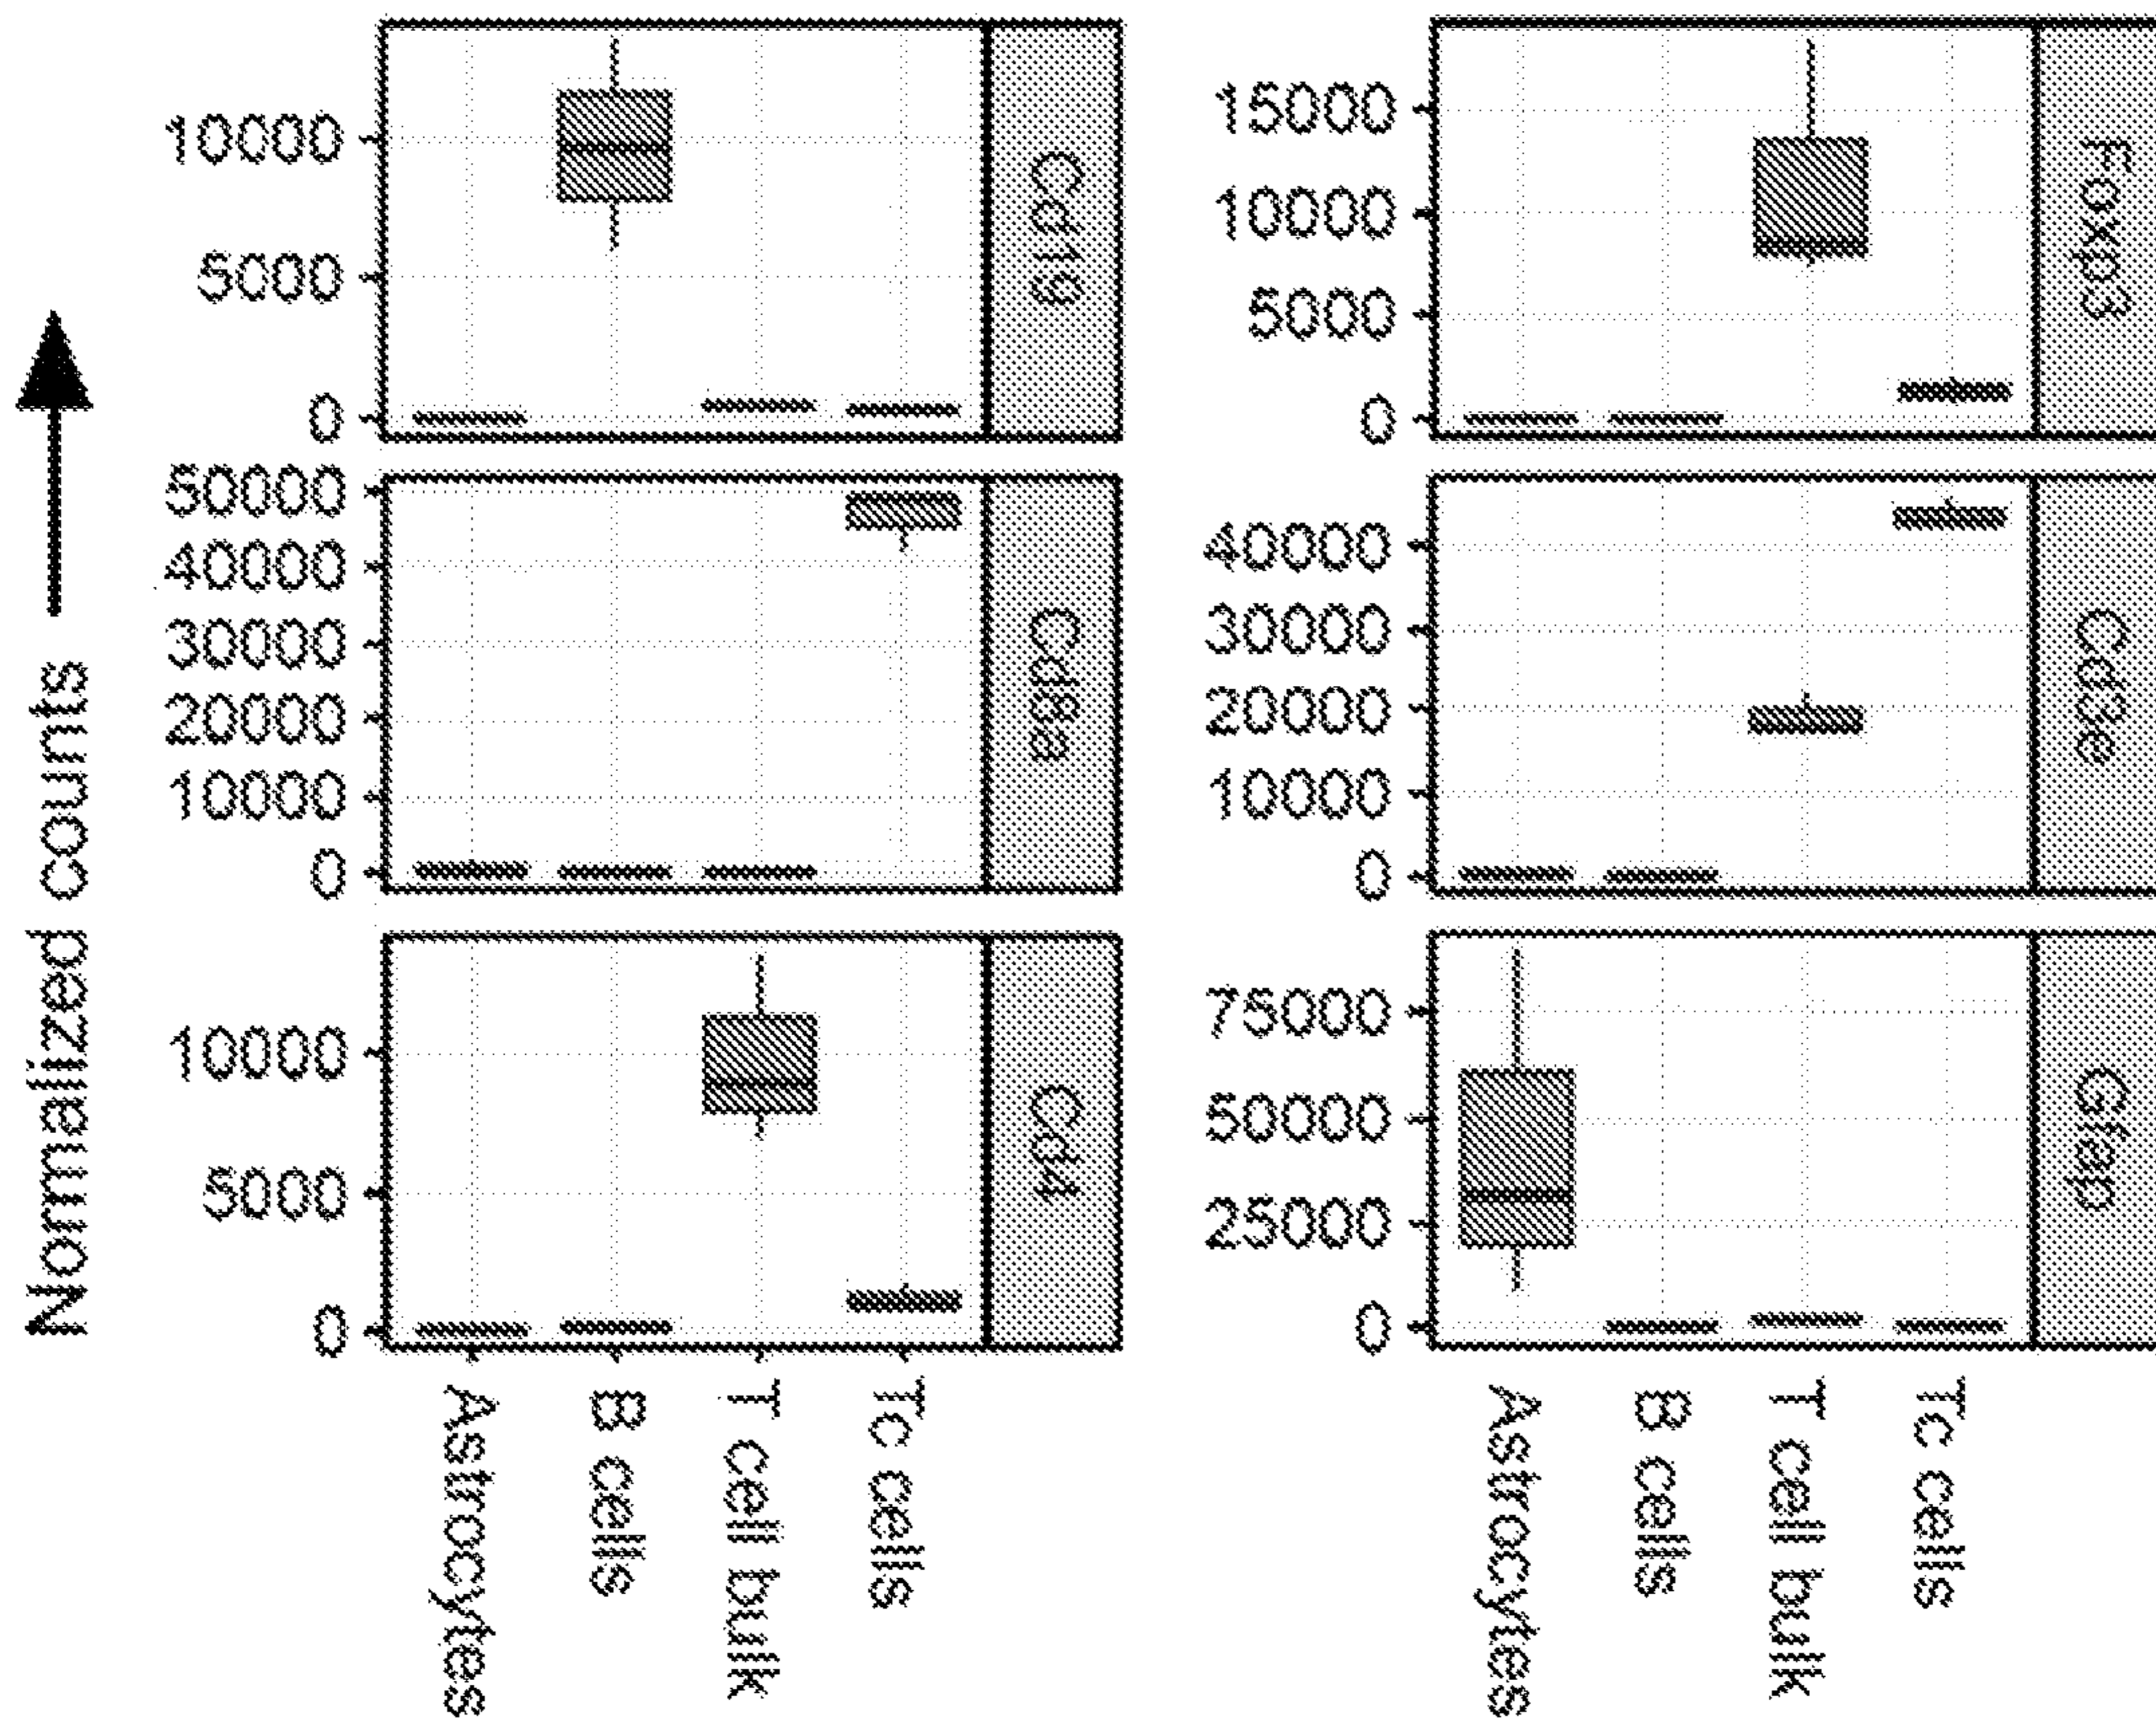 Normalized counts
10000
5000
0
Cd19
15000
10000
5000
0
Foxp3
50000
40000
30000
20000
10000
0
Cd8a
40000
30000
20000
10000
0
Cd3e
10000
5000
0
Cd4
75000
50000
25000
0
Gfap
Astrocytes
B cells
T cell bulk
Tc cells
Astrocytes
B cells
T cell bulk
Tc cells